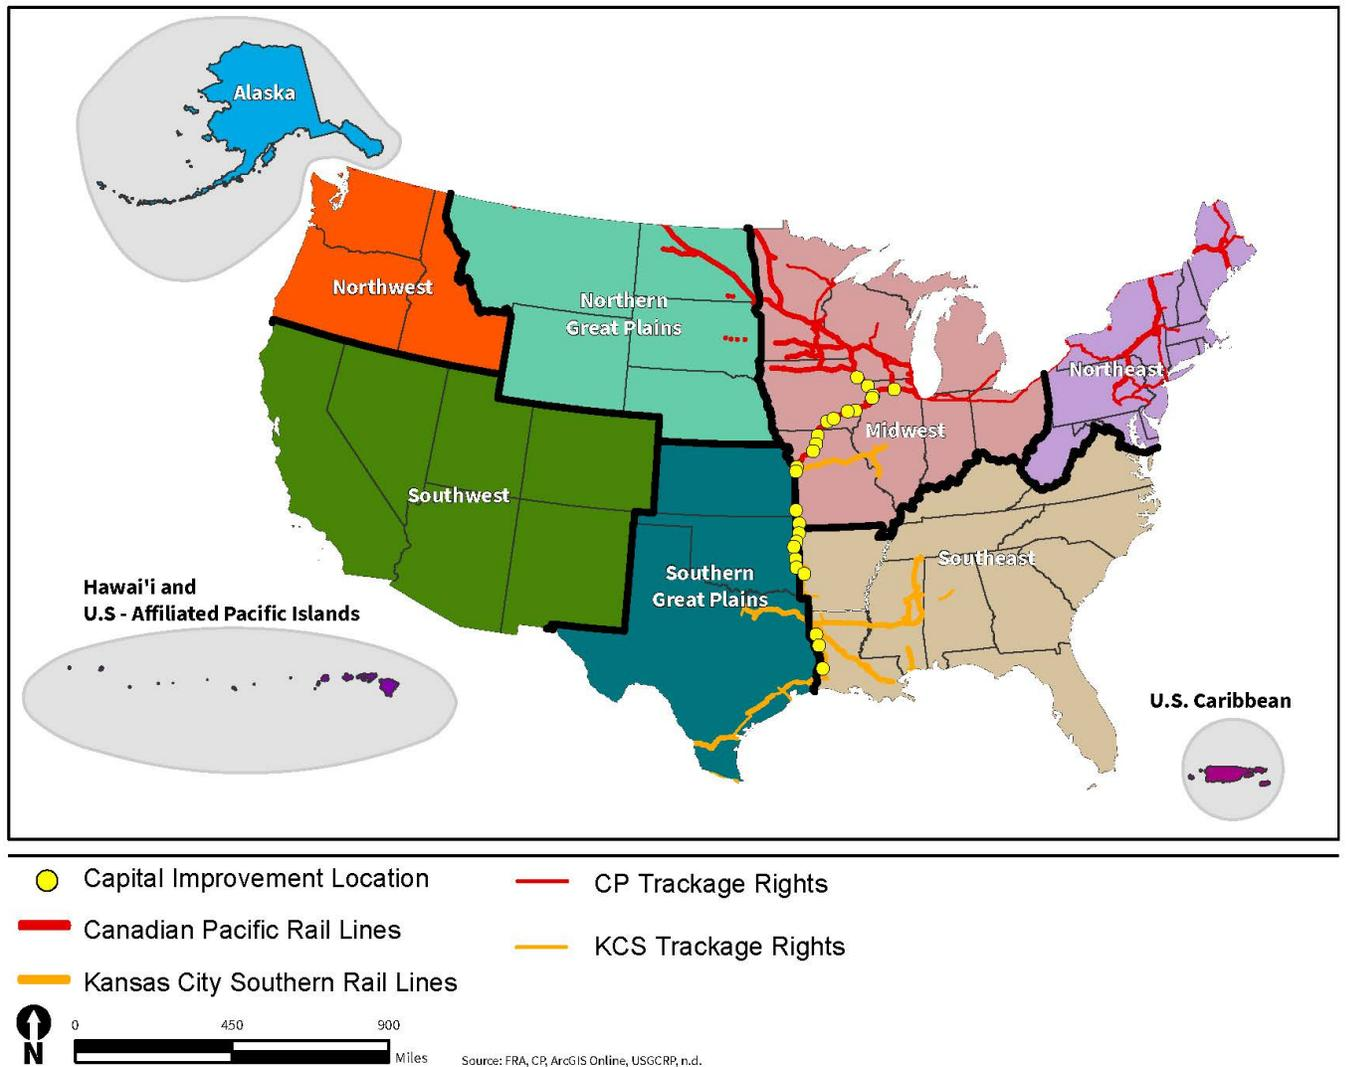 Alaska
Northwest
Northern
Great Plains
Northeast
Midwest
Southwest
Southeast
Southern
Great Plains
Hawai'i and
U.S - Affiliated Pacific Islands
U.S. Caribbean
Capital Improvement Location
CP Trackage Rights
Canadian Pacific Rail Lines
KCS Trackage Rights
Kansas City Southern Rail Lines
N
0 450 900
Miles
Source: FRA, CP, ArcGIS Online, USGCRP, n.d.